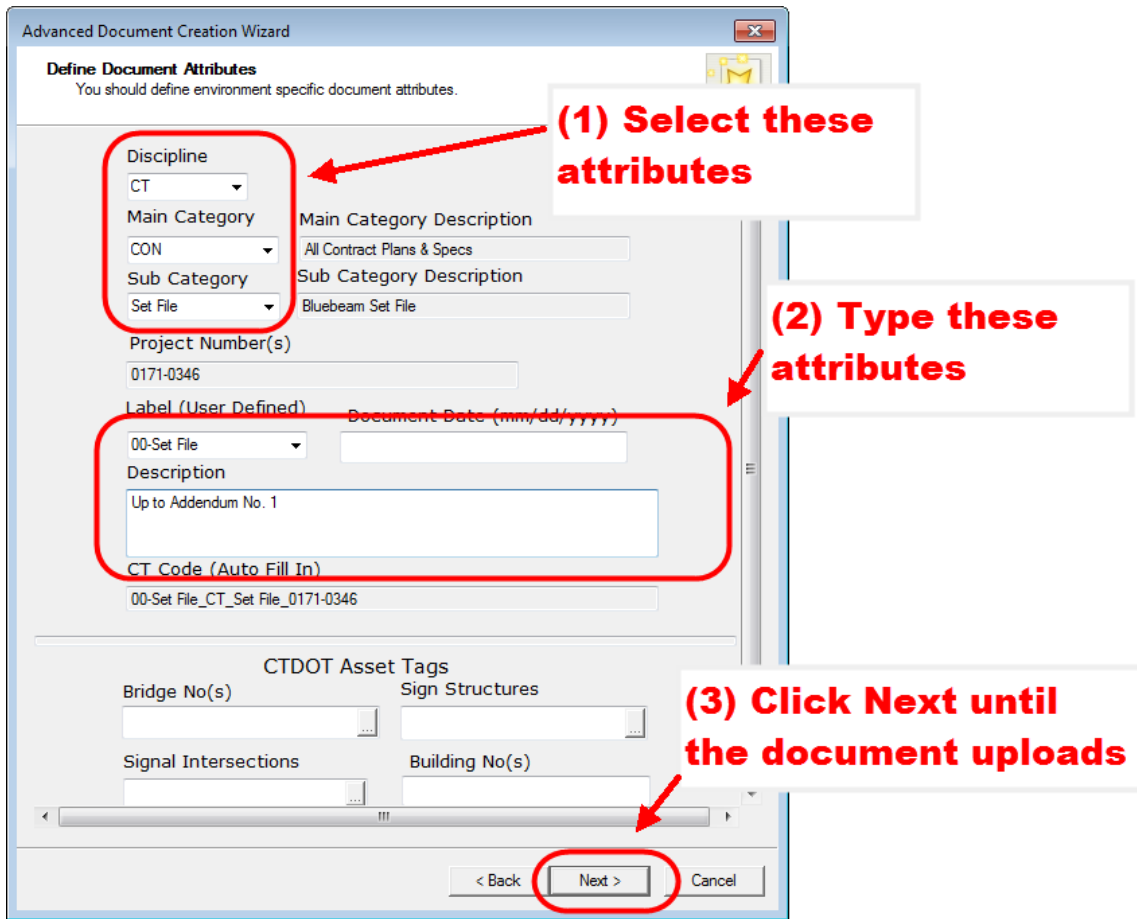 Advanced Document Creation Wizard
Define Document Attributes
You should define environment specific document attributes.
(1) Select these
attributes
Discipline
CT
Main Category
Main Category Description
CON
All Contract Plans & Specs
Sub Category
Sub Category Description
Set File
Bluebeam Set File
(2) Type these
attributes
Project Number(s)
0171-0346
Label (User Defined)
Document Date (mm/dd/yyyy)
00-Set File
Description
Up to Addendum No. 1
CT Code (Auto Fill In)
00-Set File_CT_Set File_0171-0346
CTDOT Asset Tags
Bridge No(s)
Sign Structures
...
...
(3) Click Next until
the document uploads
Signal Intersections
Building No(s)
...
< Back
Next >
Cancel